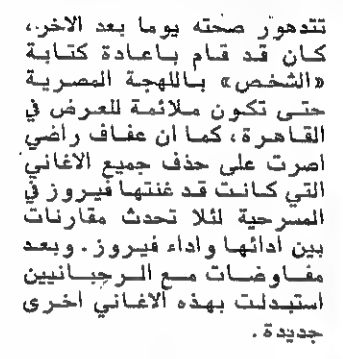 تتدهور صحته يوما بعد الاخر،
كان قد قام باعادة كتابة
«الشخص» باللهجة المصرية
حتى تكون ملائمة للعرض في
القاهرة، كما ان عفاف راضي
اصرت على حذف جميع الاغاني
التي كانت قد غنتها فيروز في
المسرحية لئلا تحدث مقارنات
بين ادائها واداء فيروز. وبعد
مفاوضات مع الرحبانيين
استبدلت بهذه الاغاني اخرى
جديدة.